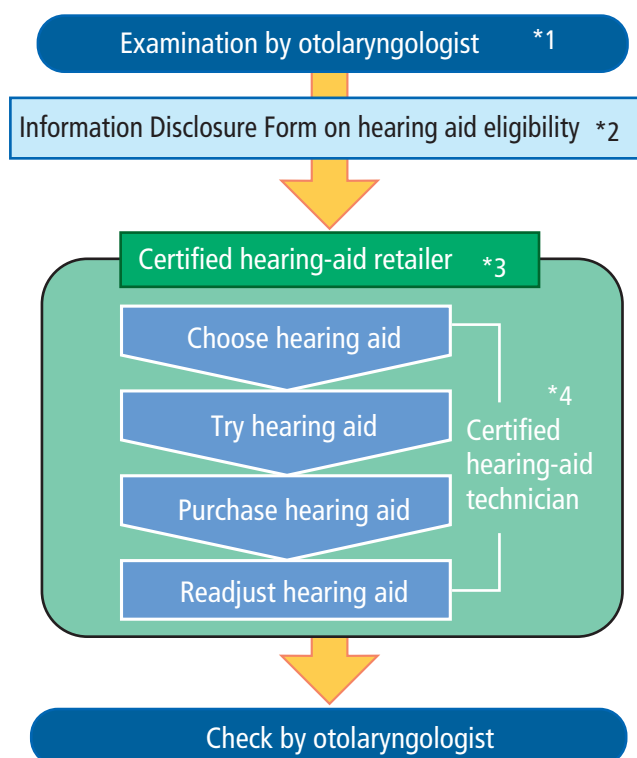 Examination by otolaryngologist *1
Information Disclosure Form on hearing aid eligibility *2
Certified hearing-aid retailer *3
Choose hearing aid
Try hearing aid
Purchase hearing aid
Readjust hearing aid
*4
Certified
hearing-aid
technician
Check by otolaryngologist